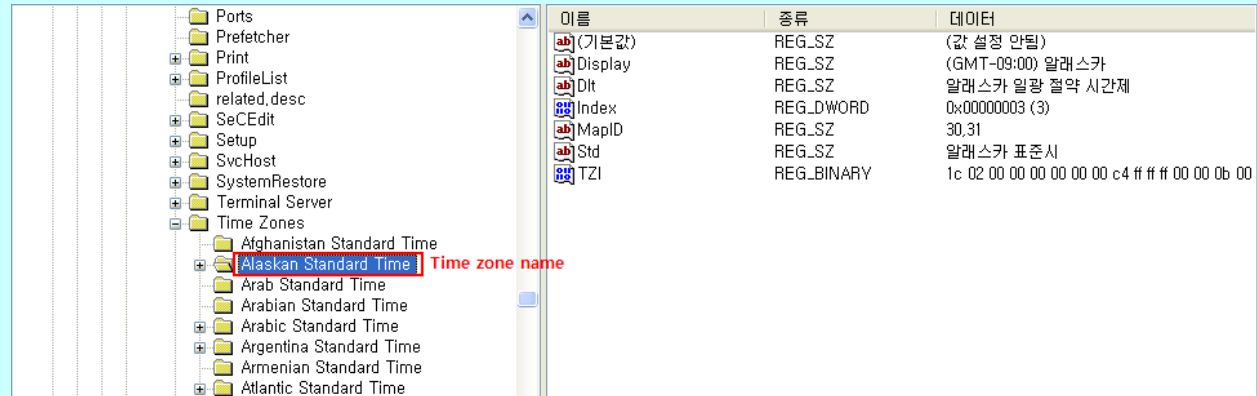 Ports
Prefetcher
Print
ProfileList
related.desc
SeCEdit
Setup
SvcHost
SystemRestore
Terminal Server
Time Zones
Afghanistan Standard Time
Alaskan Standard Time Time zone name
Arab Standard Time
Arabian Standard Time
Arabic Standard Time
Argentina Standard Time
Armenian Standard Time
Atlantic Standard Time
이름 종류 데이터
(기본값) REG_SZ (값 설정 안됨)
Display REG_SZ (GMT-09:00) 알래스카
Dlt REG_SZ 알래스카 일광 절약 시간제
Index REG_DWORD 0x00000003 (3)
MapID REG_SZ 30,31
Std REG_SZ 알래스카 표준시
TZI REG_BINARY 1c 02 00 00 00 00 00 00 c4 ff ff ff 00 00 0b 00